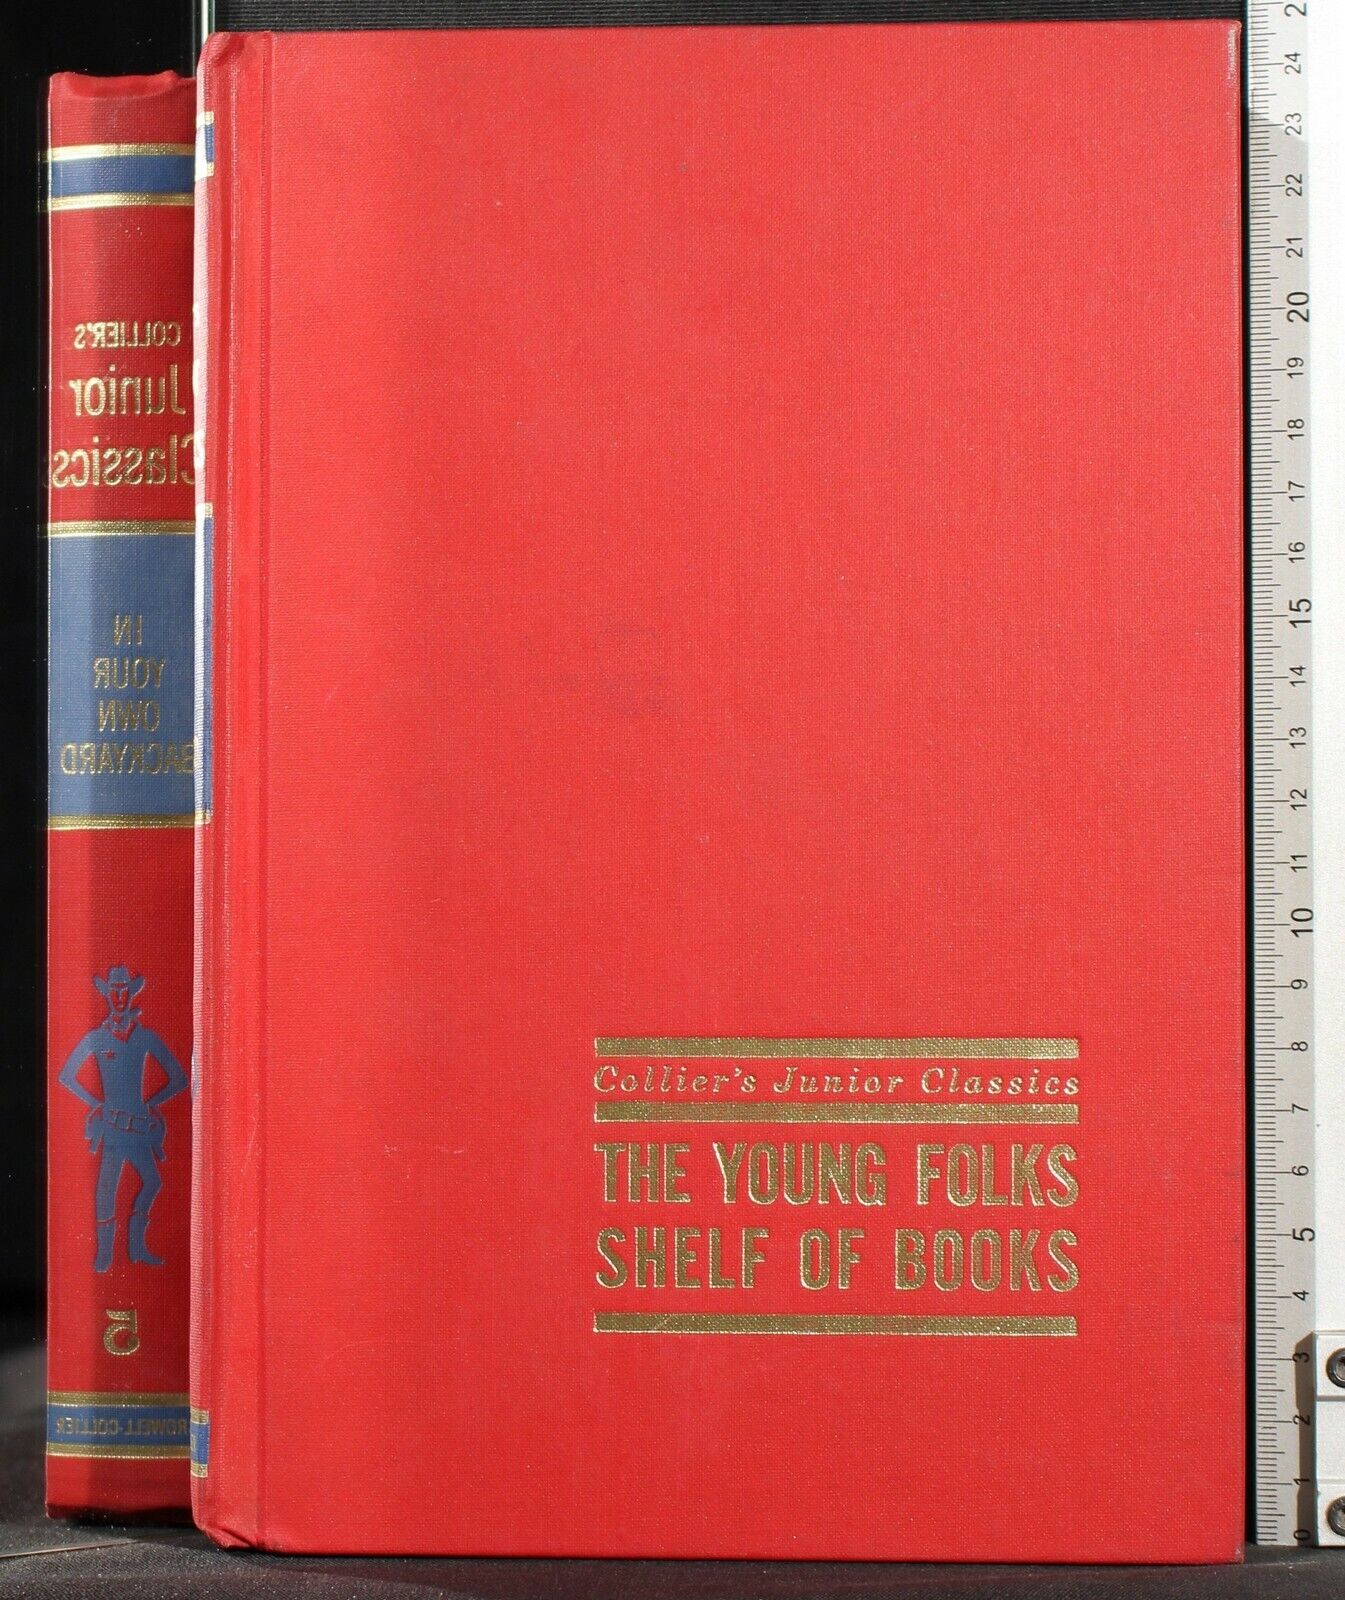 COLLIER'S
Junior
Classics
IN
YOUR
OWN
BACKYARD
5
ROWELL-COLLIER
Collier's Junior Classics
THE YOUNG FOLKS
SHELF OF BOOKS
24
23
22
21
20
19
18
17
16
15
14
13
12
11
10
9
8
7
6
5
4
3
2
1
0